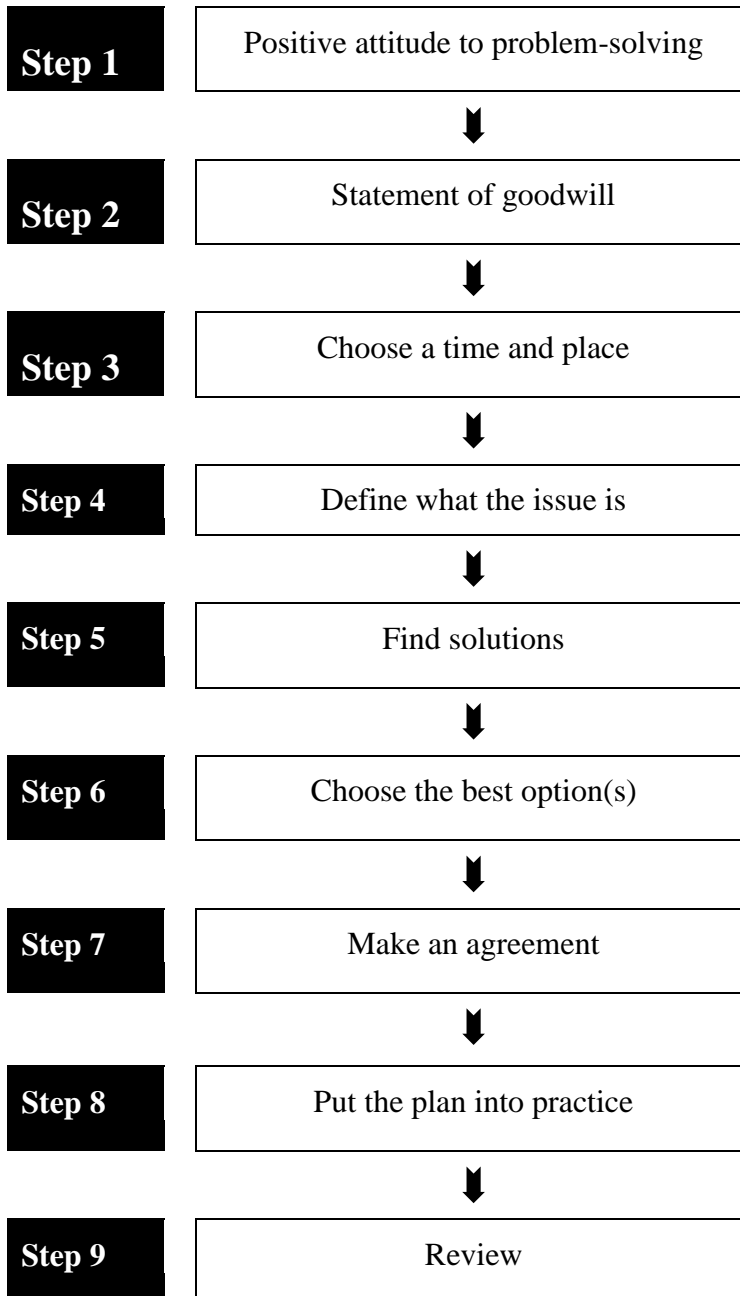 Step 1
Positive attitude to problem-solving
Step 2
Statement of goodwill
Step 3
Choose a time and place
Step 4
Define what the issue is
Step 5
Find solutions
Step 6
Choose the best option(s)
Step 7
Make an agreement
Step 8
Put the plan into practice
Step 9
Review